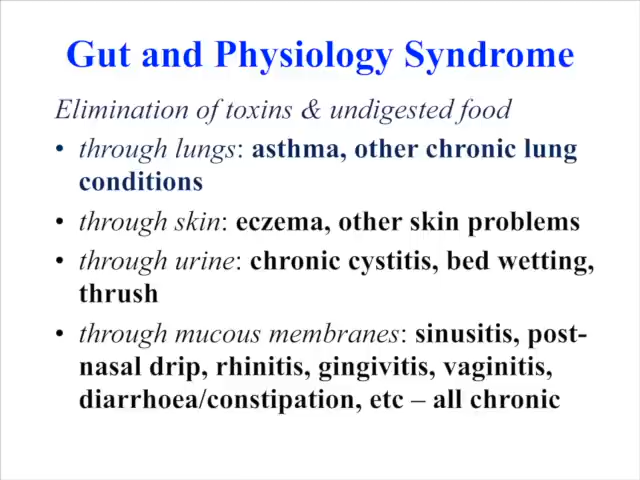 Gut and Physiology Syndrome
Elimination of toxins & undigested food
• through lungs: asthma, other chronic lung
conditions
• through skin: eczema, other skin problems
• through urine: chronic cystitis, bed wetting,
thrush
• through mucous membranes: sinusitis, post-
nasal drip, rhinitis, gingivitis, vaginitis,
diarrhoea/constipation, etc – all chronic